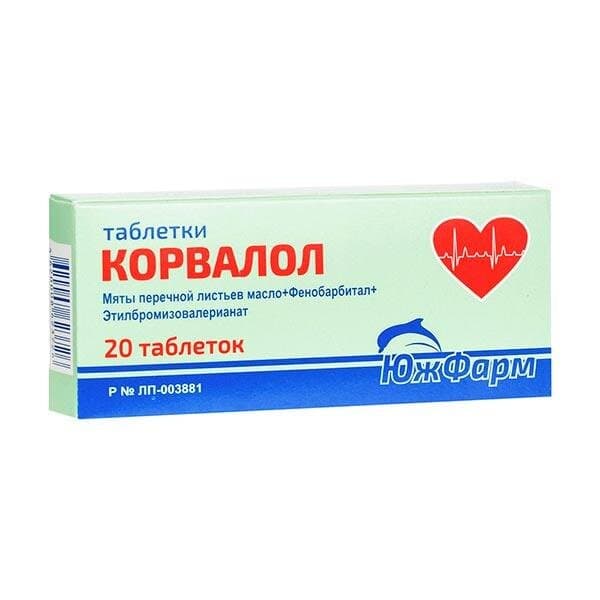 таблетки
КОРВАЛОЛ
Мяты перечной листьев масло+Фенобарбитал+
Этилбромизовалерианат
20 таблеток
ЮжФарм
Р № ЛП-003881